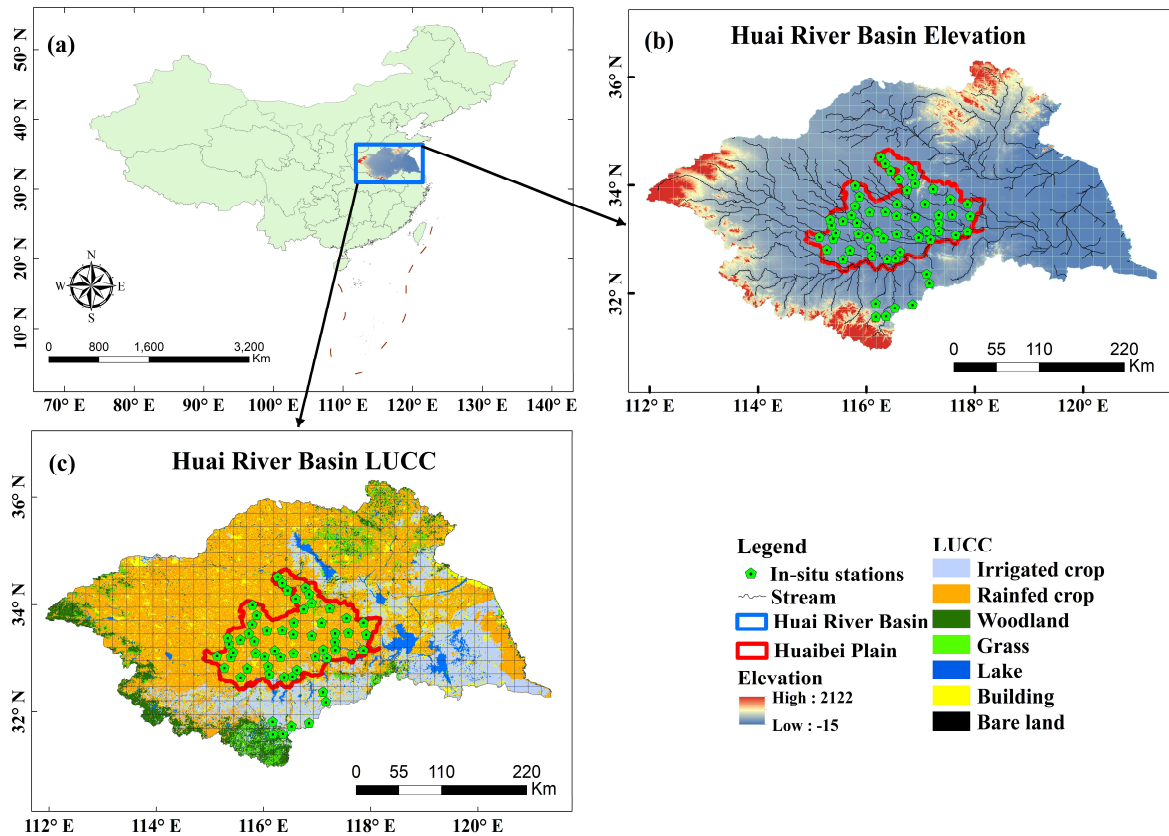 (a)
50° N
40° N
30° N
20° N
10° N
N
W
E
S
0 800 1,600 3,200
Km
70° E 80° E 90° E 100° E 110° E 120° E 130° E 140° E
(b)
Huai River Basin Elevation
36° N
34° N
32° N
0 55 110 220
Km
112° E 114° E 116° E 118° E 120° E
(c)
Huai River Basin LUCC
36° N
34° N
32° N
0 55 110 220
Km
112° E 114° E 116° E 118° E 120° E
Legend
In-situ stations
Stream
Huai River Basin
Huaibei Plain
Elevation
High : 2122
Low : -15
LUCC
Irrigated crop
Rainfed crop
Woodland
Grass
Lake
Building
Bare land